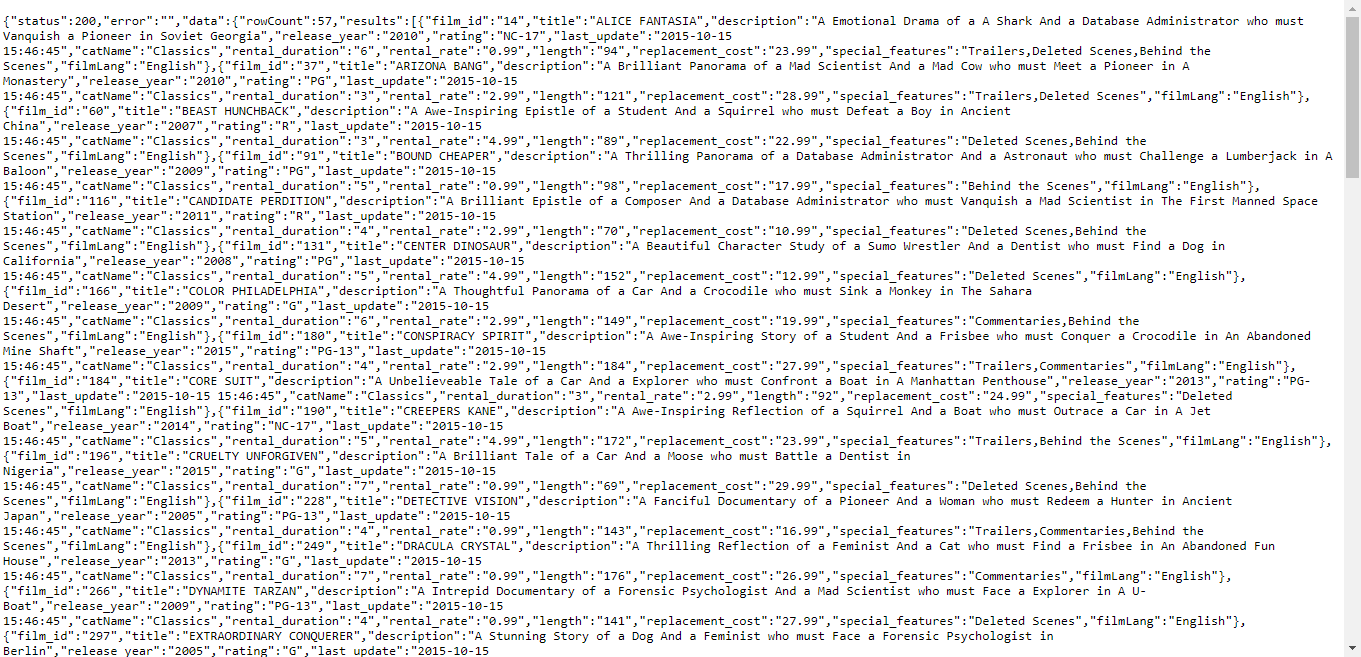 {"status":200,"error":"","data":{"rowCount":57,"results":[{"film_id":"14","title":"ALICE FANTASIA","description":"A Emotional Drama of a A Shark And a Database Administrator who must
Vanquish a Pioneer in Soviet Georgia","release_year":"2010","rating":"NC-17","last_update":"2015-10-15
15:46:45","catName":"Classics","rental_duration":"6","rental_rate":"0.99","length":"94","replacement_cost":"23.99","special_features":"Trailers,Deleted Scenes,Behind the
Scenes","filmLang":"English"},{"film_id":"37","title":"ARIZONA BANG","description":"A Brilliant Panorama of a Mad Scientist And a Mad Cow who must Meet a Pioneer in A
Monastery","release_year":"2010","rating":"PG","last_update":"2015-10-15
15:46:45","catName":"Classics","rental_duration":"3","rental_rate":"2.99","length":"121","replacement_cost":"28.99","special_features":"Trailers,Deleted Scenes","filmLang":"English"},
{"film_id":"60","title":"BEAST HUNCHBACK","description":"A Awe-Inspiring Epistle of a Student And a Squirrel who must Defeat a Boy in Ancient
China","release_year":"2007","rating":"R","last_update":"2015-10-15
15:46:45","catName":"Classics","rental_duration":"3","rental_rate":"4.99","length":"89","replacement_cost":"22.99","special_features":"Deleted Scenes,Behind the
Scenes","filmLang":"English"},{"film_id":"91","title":"BOUND CHEAPER","description":"A Thrilling Panorama of a Database Administrator And a Astronaut who must Challenge a Lumberjack in A
Baloon","release_year":"2009","rating":"PG","last_update":"2015-10-15
15:46:45","catName":"Classics","rental_duration":"5","rental_rate":"0.99","length":"98","replacement_cost":"17.99","special_features":"Behind the Scenes","filmLang":"English"},
{"film_id":"116","title":"CANDIDATE PERDITION","description":"A Brilliant Epistle of a Composer And a Database Administrator who must Vanquish a Mad Scientist in The First Manned Space
Station","release_year":"2011","rating":"R","last_update":"2015-10-15
15:46:45","catName":"Classics","rental_duration":"4","rental_rate":"2.99","length":"70","replacement_cost":"10.99","special_features":"Deleted Scenes,Behind the
Scenes","filmLang":"English"},{"film_id":"131","title":"CENTER DINOSAUR","description":"A Beautiful Character Study of a Sumo Wrestler And a Dentist who must Find a Dog in
California","release_year":"2008","rating":"PG","last_update":"2015-10-15
15:46:45","catName":"Classics","rental_duration":"5","rental_rate":"4.99","length":"152","replacement_cost":"12.99","special_features":"Deleted Scenes","filmLang":"English"},
{"film_id":"166","title":"COLOR PHILADELPHIA","description":"A Thoughtful Panorama of a Car And a Crocodile who must Sink a Monkey in The Sahara
Desert","release_year":"2009","rating":"G","last_update":"2015-10-15
15:46:45","catName":"Classics","rental_duration":"6","rental_rate":"2.99","length":"149","replacement_cost":"19.99","special_features":"Commentaries,Behind the
Scenes","filmLang":"English"},{"film_id":"180","title":"CONSPIRACY SPIRIT","description":"A Awe-Inspiring Story of a Student And a Frisbee who must Conquer a Crocodile in An Abandoned
Mine Shaft","release_year":"2015","rating":"PG-13","last_update":"2015-10-15
15:46:45","catName":"Classics","rental_duration":"4","rental_rate":"2.99","length":"184","replacement_cost":"27.99","special_features":"Trailers,Commentaries","filmLang":"English"},
{"film_id":"184","title":"CORE SUIT","description":"A Unbelieveable Tale of a Car And a Explorer who must Confront a Boat in A Manhattan Penthouse","release_year":"2013","rating":"PG-
13","last_update":"2015-10-15 15:46:45","catName":"Classics","rental_duration":"3","rental_rate":"2.99","length":"92","replacement_cost":"24.99","special_features":"Deleted
Scenes","filmLang":"English"},{"film_id":"190","title":"CREEPERS KANE","description":"A Awe-Inspiring Reflection of a Squirrel And a Boat who must Outrace a Car in A Jet
Boat","release_year":"2014","rating":"NC-17","last_update":"2015-10-15
15:46:45","catName":"Classics","rental_duration":"5","rental_rate":"4.99","length":"172","replacement_cost":"23.99","special_features":"Trailers,Behind the Scenes","filmLang":"English"},
{"film_id":"196","title":"CRUELTY UNFORGIVEN","description":"A Brilliant Tale of a Car And a Moose who must Battle a Dentist in
Nigeria","release_year":"2015","rating":"G","last_update":"2015-10-15
15:46:45","catName":"Classics","rental_duration":"7","rental_rate":"0.99","length":"69","replacement_cost":"29.99","special_features":"Deleted Scenes,Behind the
Scenes","filmLang":"English"},{"film_id":"228","title":"DETECTIVE VISION","description":"A Fanciful Documentary of a Pioneer And a Woman who must Redeem a Hunter in Ancient
Japan","release_year":"2005","rating":"PG-13","last_update":"2015-10-15
15:46:45","catName":"Classics","rental_duration":"4","rental_rate":"0.99","length":"143","replacement_cost":"16.99","special_features":"Trailers,Commentaries,Behind the
Scenes","filmLang":"English"},{"film_id":"249","title":"DRACULA CRYSTAL","description":"A Thrilling Reflection of a Feminist And a Cat who must Find a Frisbee in An Abandoned Fun
House","release_year":"2013","rating":"G","last_update":"2015-10-15
15:46:45","catName":"Classics","rental_duration":"7","rental_rate":"0.99","length":"176","replacement_cost":"26.99","special_features":"Commentaries","filmLang":"English"},
{"film_id":"266","title":"DYNAMITE TARZAN","description":"A Intrepid Documentary of a Forensic Psychologist And a Mad Scientist who must Face a Explorer in A U-
Boat","release_year":"2009","rating":"PG-13","last_update":"2015-10-15
15:46:45","catName":"Classics","rental_duration":"4","rental_rate":"0.99","length":"141","replacement_cost":"27.99","special_features":"Deleted Scenes","filmLang":"English"},
{"film_id":"297","title":"EXTRAORDINARY CONQUERER","description":"A Stunning Story of a Dog And a Feminist who must Face a Forensic Psychologist in
Berlin","release_year":"2005","rating":"G","last_update":"2015-10-15